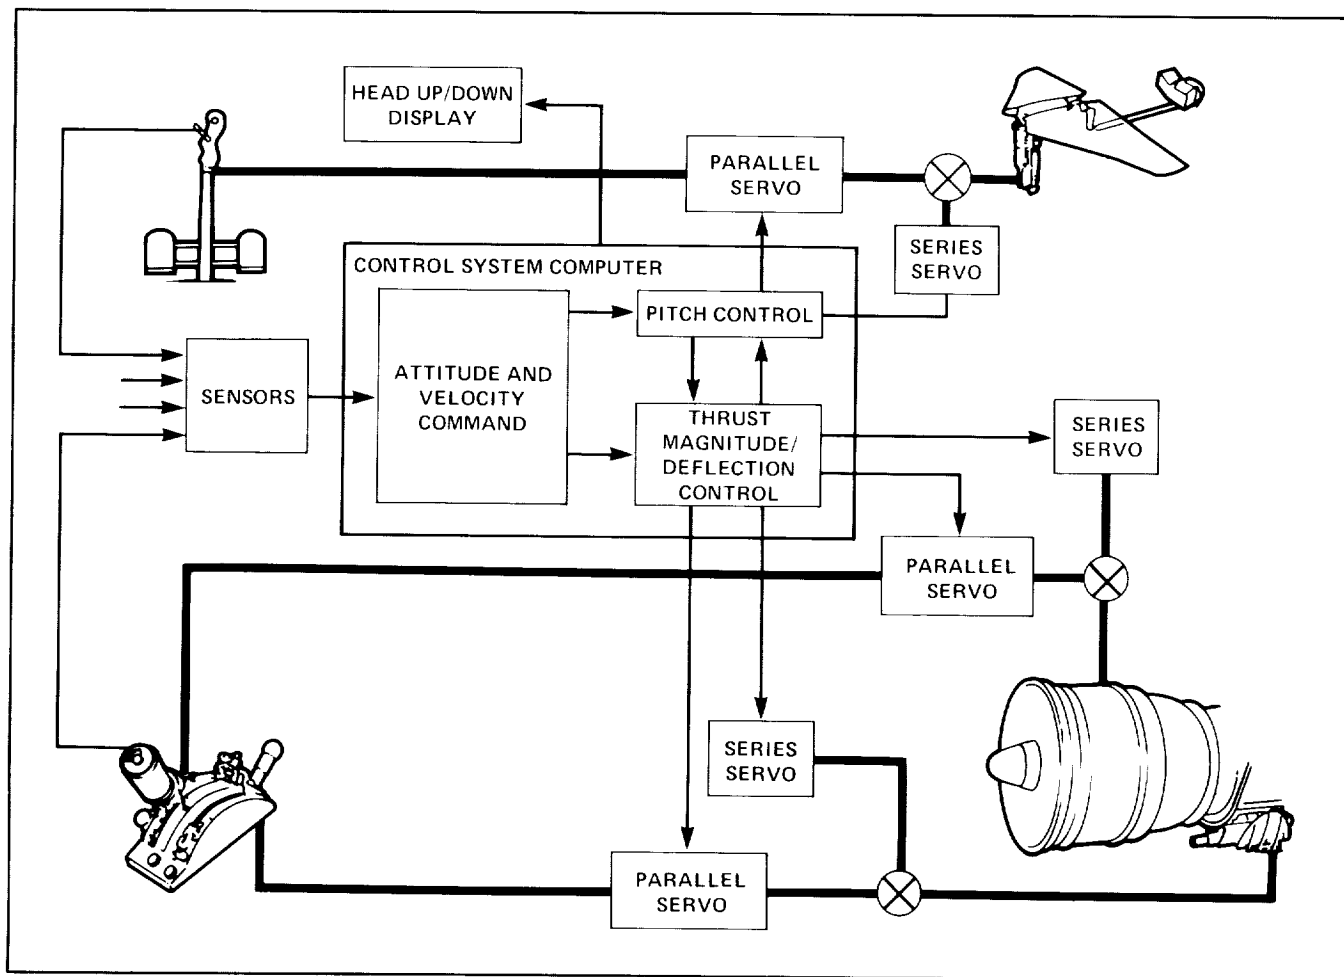 HEAD UP/DOWN
DISPLAY
PARALLEL
SERVO
SERIES
SERVO
CONTROL SYSTEM COMPUTER
PITCH CONTROL
ATTITUDE AND
VELOCITY
COMMAND
SENSORS
THRUST
MAGNITUDE/
DEFLECTION
CONTROL
SERIES
SERVO
PARALLEL
SERVO
SERIES
SERVO
PARALLEL
SERVO